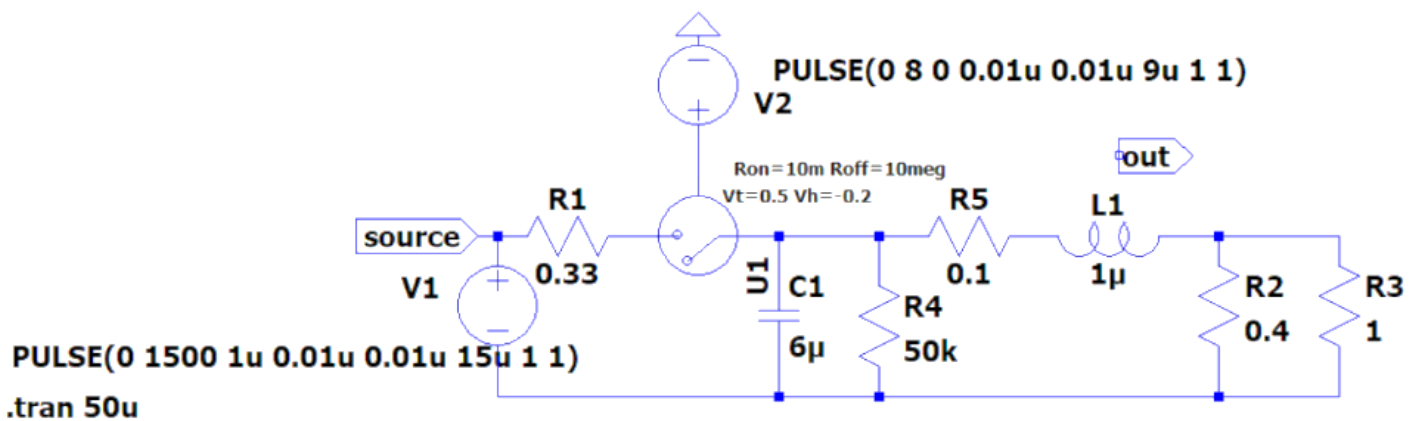 PULSE(0 8 0 0.01u 0.01u 9u 1 1)
V2
out
Ron=10m Roff=10meg
Vt=0.5 Vh=-0.2
R1
R5
L1
source
0.33
0.1
1µ
V1
U1
C1
R4
R2
R3
6µ
50k
0.4
1
PULSE(0 1500 1u 0.01u 0.01u 15u 1 1)
.tran 50u